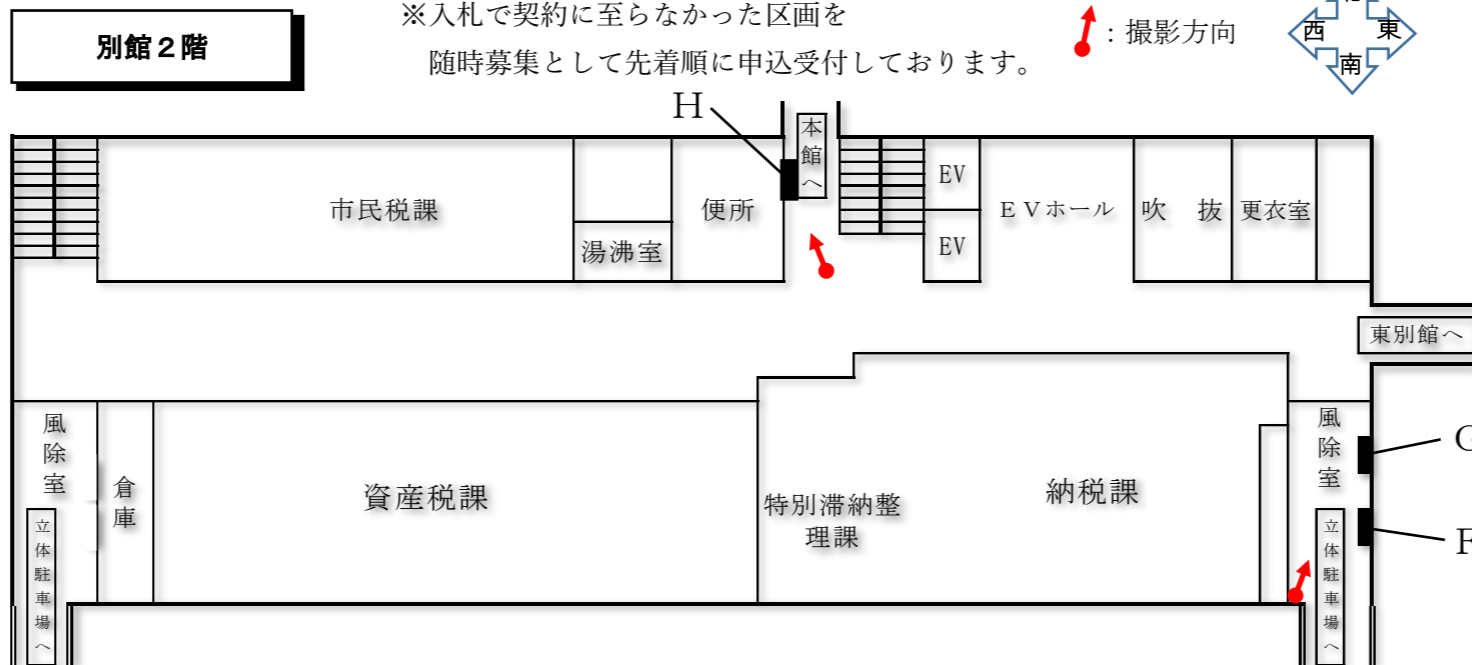 別館２階
※入札で契約に至らなかった区画を
随時募集として先着順に申込受付しております。
：撮影方向
西
東
南
H
本館へ
市民税課
湯沸室
便所
EV
EV
ＥＶホール
吹　抜
更衣室
東別館へ
風除室
倉庫
資産税課
特別滞納整
理課
納税課
風除室
G
F
立体駐車場へ
立体駐車場へ